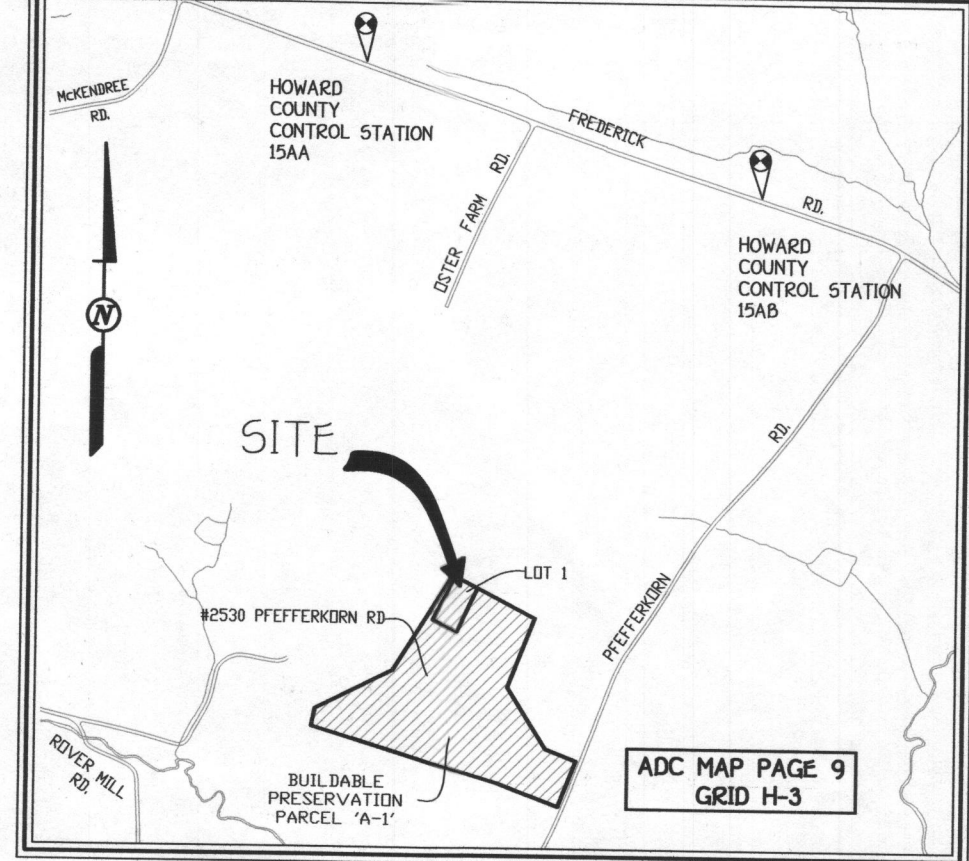 McKENDREE
RD.
HOWARD
COUNTY
CONTROL STATION
15AA
FREDERICK
RD.
OSTER FARM RD.
HOWARD
COUNTY
CONTROL STATION
15AB
N
SITE
RD.
LOT 1
#2530 PFEFFERKORN RD
PFEFFERKORN
ROVER MILL
RD.
BUILDABLE
PRESERVATION
PARCEL 'A-1'
ADC MAP PAGE 9
GRID H-3